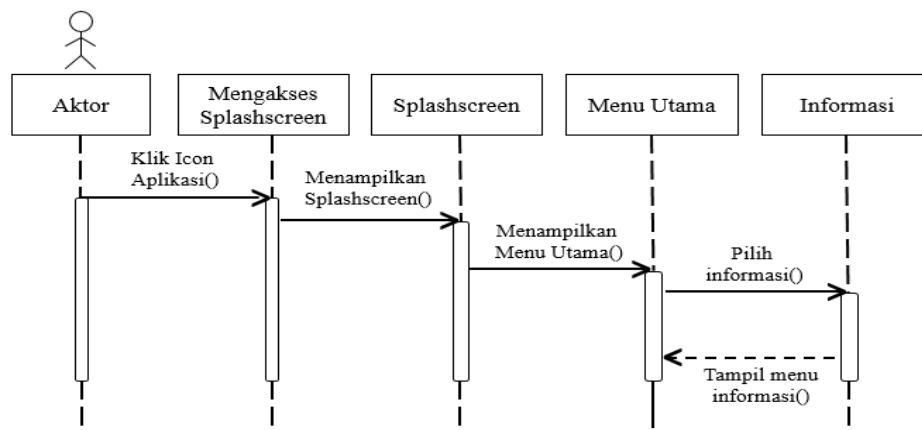 Aktor
Mengakses
Splashscreen
Splashscreen
Menu Utama
Informasi
Klik Icon
Aplikasi()
Menampilkan
Splashscreen()
Menampilkan
Menu Utama()
Pilih
informasi()
Tampil menu
informasi()